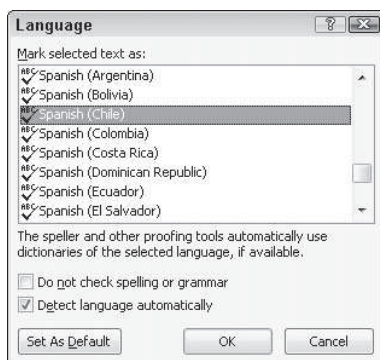 Language
Mark selected text as:
Spanish (Argentina)
Spanish (Bolivia)
Spanish (Chile)
Spanish (Colombia)
Spanish (Costa Rica)
Spanish (Dominican Republic)
Spanish (Ecuador)
Spanish (El Salvador)
The speller and other proofing tools automatically use
dictionaries of the selected language, if available.
Do not check spelling or grammar
Detect language automatically
Set As Default OK Cancel